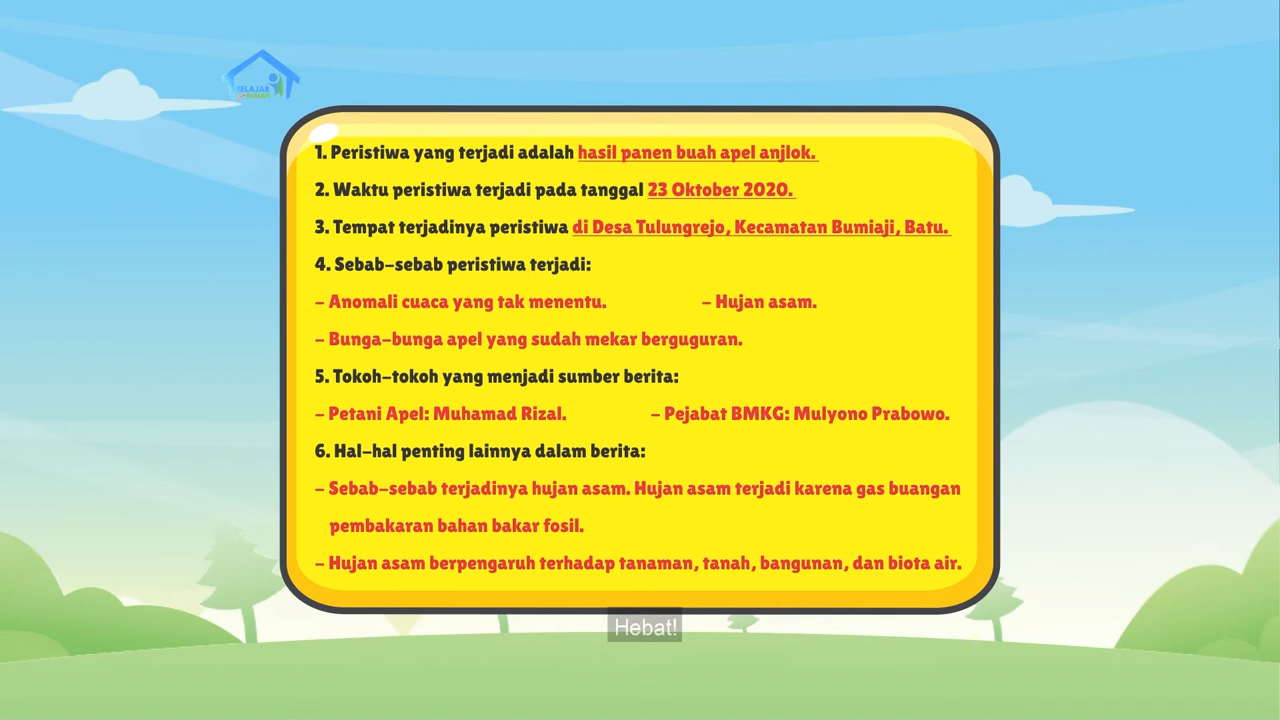 BELAJAR
RUMAH
1. Peristiwa yang terjadi adalah hasil panen buah apel anjlok.
2. Waktu peristiwa terjadi pada tanggal 23 Oktober 2020.
3. Tempat terjadinya peristiwa di Desa Tulungrejo, Kecamatan Bumiaji, Batu.
4. Sebab-sebab peristiwa terjadi:
- Anomali cuaca yang tak menentu. - Hujan asam.
- Bunga-bunga apel yang sudah mekar berguguran.
5. Tokoh-tokoh yang menjadi sumber berita:
- Petani Apel: Muhamad Rizal. - Pejabat BMKG: Mulyono Prabowo.
6. Hal-hal penting lainnya dalam berita:
- Sebab-sebab terjadinya hujan asam. Hujan asam terjadi karena gas buangan
pembakaran bahan bakar fosil.
- Hujan asam berpengaruh terhadap tanaman, tanah, bangunan, dan biota air.
Hebat!